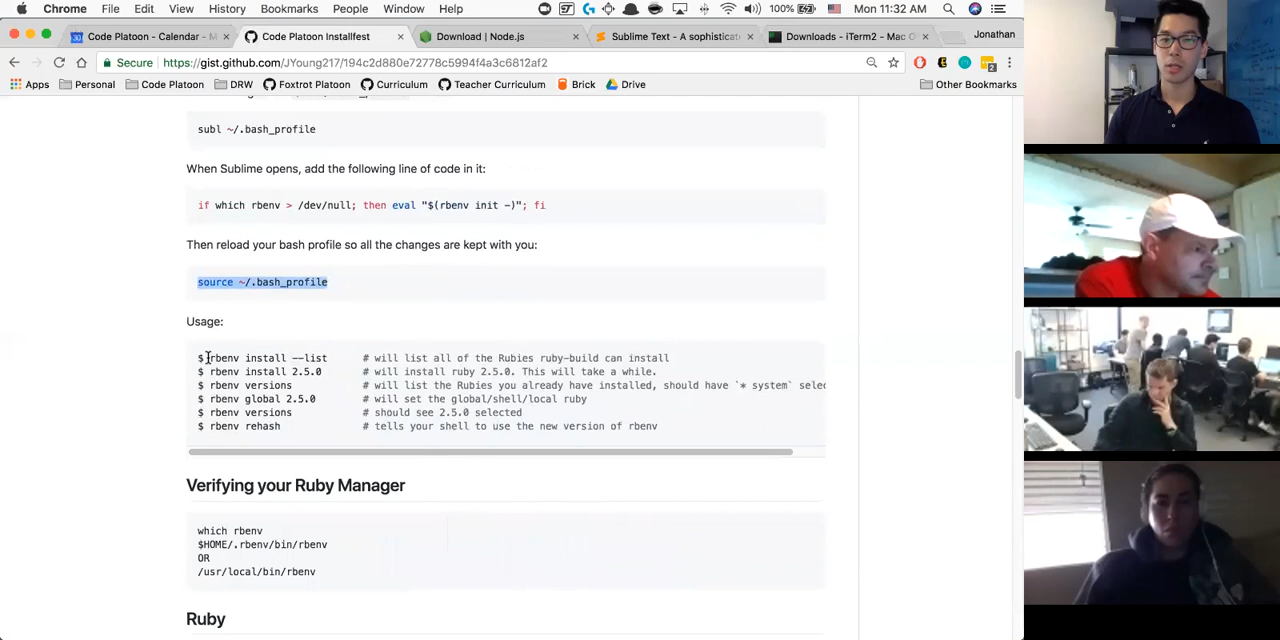 Chrome File Edit View History Bookmarks People Window Help 100% Mon 11:32 AM
Code Platoon - Calendar - M Code Platoon Installfest Download | Node.js Sublime Text - A sophisticat Downloads - iTerm2 - Mac O Jonathan
Secure https://gist.github.com/JYoung217/194c2d880e72778c5994f4a3c6812af2
Apps Personal Code Platoon DRW Foxtrot Platoon Curriculum Teacher Curriculum Brick Drive Other Bookmarks
subl ~/.bash_profile
When Sublime opens, add the following line of code in it:
if which rbenv > /dev/null; then eval "$(rbenv init -)"; fi
Then reload your bash profile so all the changes are kept with you:
source ~/.bash_profile
Usage:
$ rbenv install --list # will list all of the Rubies ruby-build can install
$ rbenv install 2.5.0 # will install ruby 2.5.0. This will take a while.
$ rbenv versions # will list the Rubies you already have installed, should have `* system` selec
$ rbenv global 2.5.0 # will set the global/shell/local ruby
$ rbenv versions # should see 2.5.0 selected
$ rbenv rehash # tells your shell to use the new version of rbenv
Verifying your Ruby Manager
which rbenv
$HOME/.rbenv/bin/rbenv
OR
/usr/local/bin/rbenv
Ruby